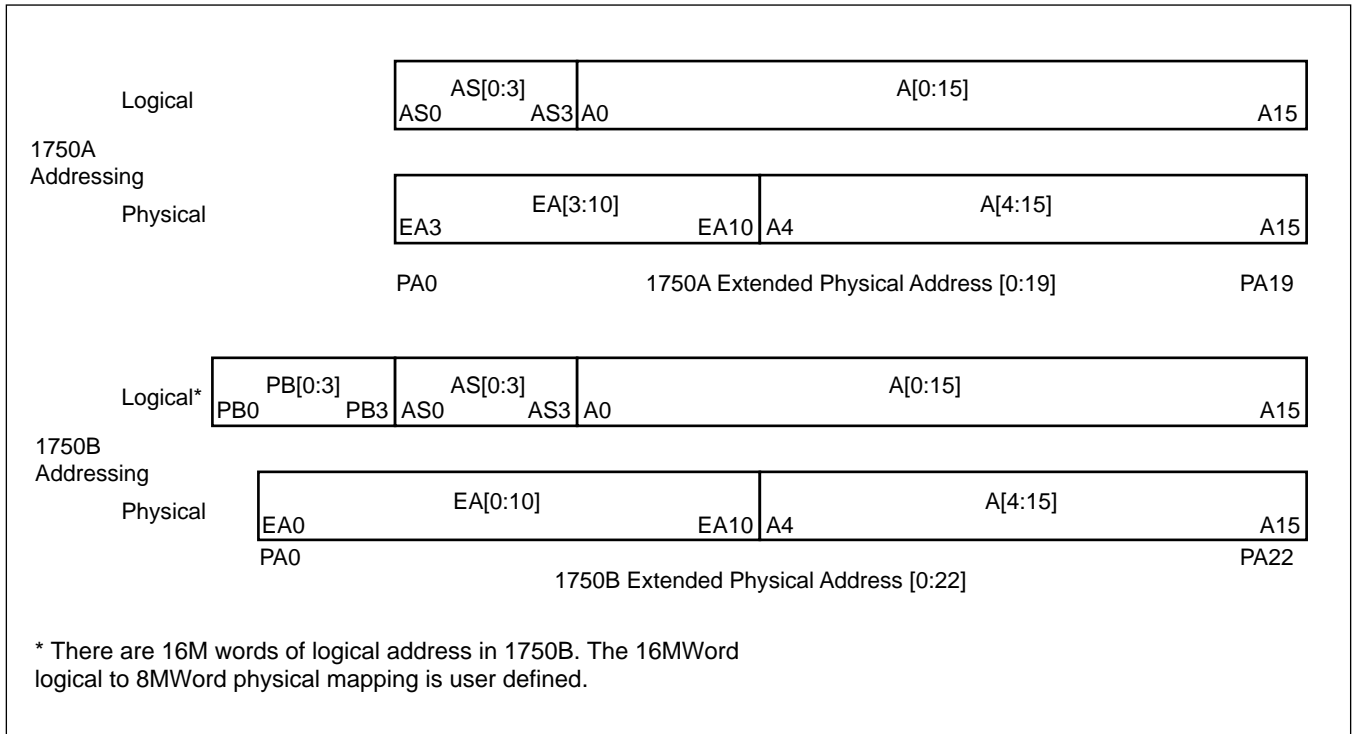 AS[0:3] A[0:15]
Logical
AS0 AS3 A0 A15
1750A
Addressing
EA[3:10] A[4:15]
Physical
EA3 EA10 A4 A15
PA0 1750A Extended Physical Address [0:19] PA19
PB[0:3] AS[0:3] A[0:15]
Logical*
PB0 PB3 AS0 AS3 A0 A15
1750B
Addressing
EA[0:10] A[4:15]
Physical
EA0 EA10 A4 A15
PA0 PA22
1750B Extended Physical Address [0:22]
* There are 16M words of logical address in 1750B. The 16MWord
logical to 8MWord physical mapping is user defined.